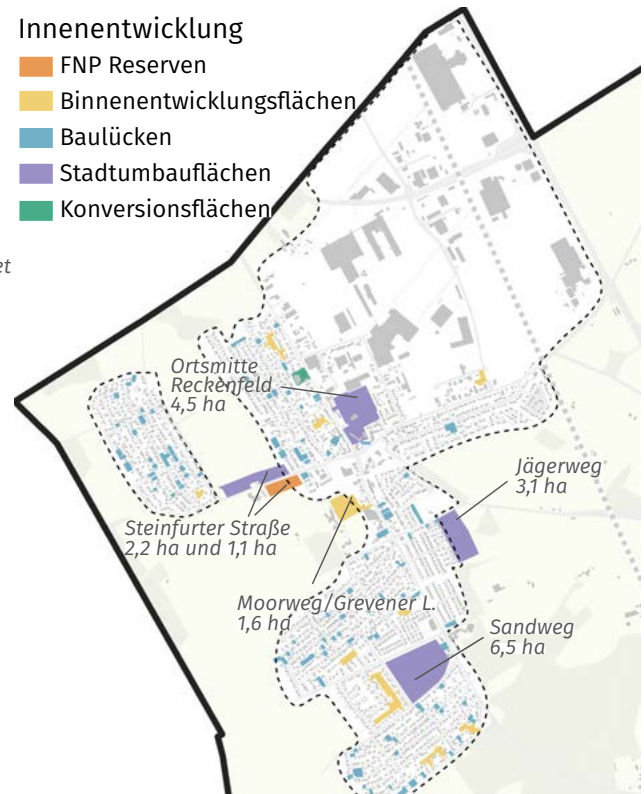 Innenentwicklung
FNP Reserven
Binnenentwicklungsflächen
Baulücken
Stadtumbauflächen
Konversionsflächen
et
Ortsmitte
Reckenfeld
4,5 ha
Jägerweg
3,1 ha
Steinfurter Straße
2,2 ha und 1,1 ha
Moorweg/Grevener L.
1,6 ha
Sandweg
6,5 ha